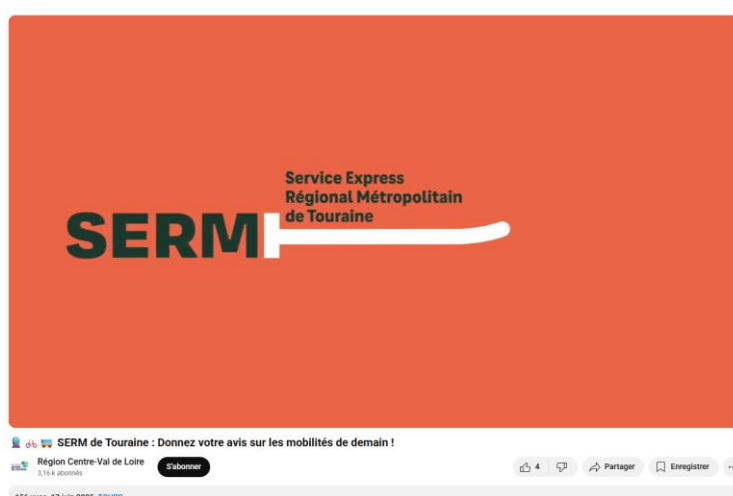 Service Express
Régional Métropolitain
de Touraine
SERM
SERM de Touraine : Donnez votre avis sur les mobilités de demain !
Région Centre-Val de Loire
3,16 k abonnés
S'abonner
4
Partager
Enregistrer